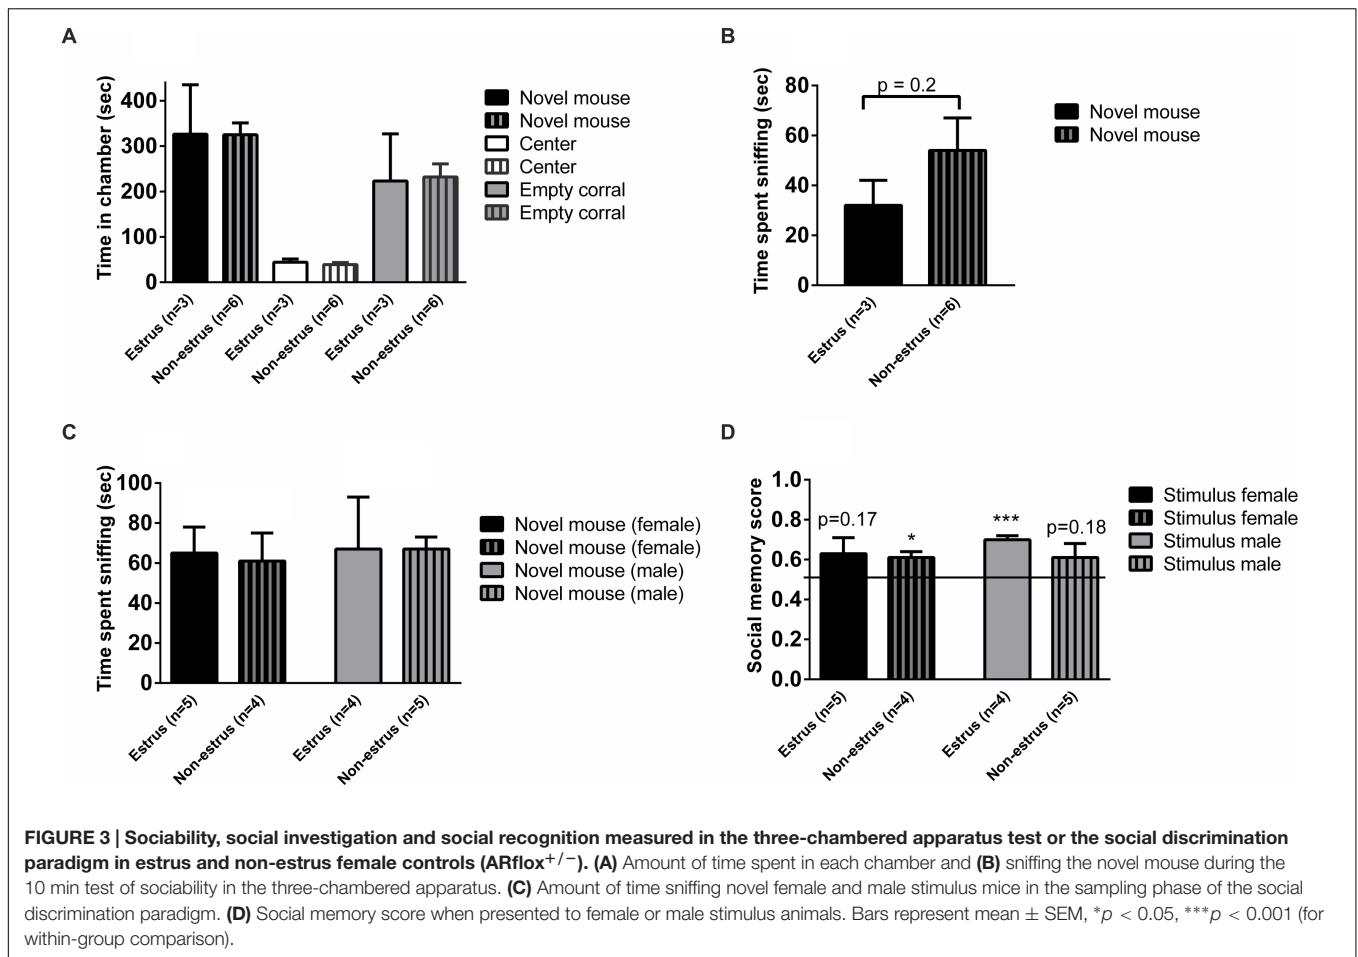 A
Time in chamber (sec)
400
300
200
100
0
Estrus (n=3)
Non-estrus (n=6)
Estrus (n=3)
Non-estrus (n=6)
Estrus (n=3)
Non-estrus (n=6)
Novel mouse
Novel mouse
Center
Center
Empty corral
Empty corral
B
Time spent sniffing (sec)
80
60
40
20
0
p = 0.2
Estrus (n=3)
Non-estrus (n=6)
Novel mouse
Novel mouse
C
Time spent sniffing (sec)
100
80
60
40
20
0
Estrus (n=5)
Non-estrus (n=4)
Estrus (n=4)
Non-estrus (n=5)
Novel mouse (female)
Novel mouse (female)
Novel mouse (male)
Novel mouse (male)
D
Social memory score
1.0
0.8
0.6
0.4
0.2
0.0
p=0.17
*
***
p=0.18
Estrus (n=5)
Non-estrus (n=4)
Estrus (n=4)
Non-estrus (n=5)
Stimulus female
Stimulus female
Stimulus male
Stimulus male
FIGURE 3 | Sociability, social investigation and social recognition measured in the three-chambered apparatus test or the social discrimination
paradigm in estrus and non-estrus female controls (ARflox+/−). (A) Amount of time spent in each chamber and (B) sniffing the novel mouse during the
10 min test of sociability in the three-chambered apparatus. (C) Amount of time sniffing novel female and male stimulus mice in the sampling phase of the social
discrimination paradigm. (D) Social memory score when presented to female or male stimulus animals. Bars represent mean ± SEM, *p < 0.05, ***p < 0.001 (for
within-group comparison).